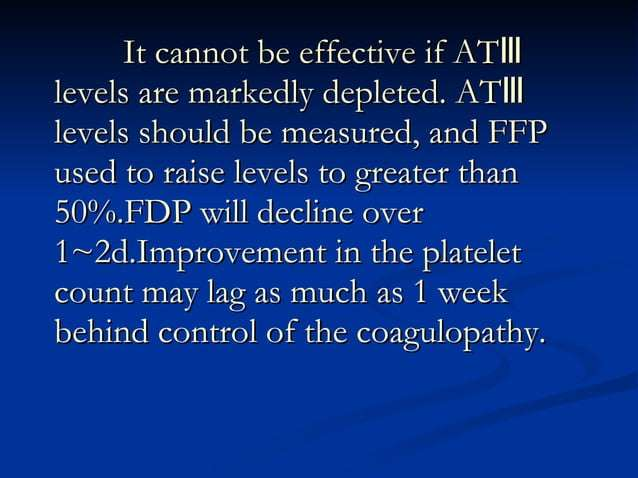 It cannot be effective if ATⅢ
levels are markedly depleted. ATⅢ
levels should be measured, and FFP
used to raise levels to greater than
50%.FDP will decline over
1~2d.Improvement in the platelet
count may lag as much as 1 week
behind control of the coagulopathy.